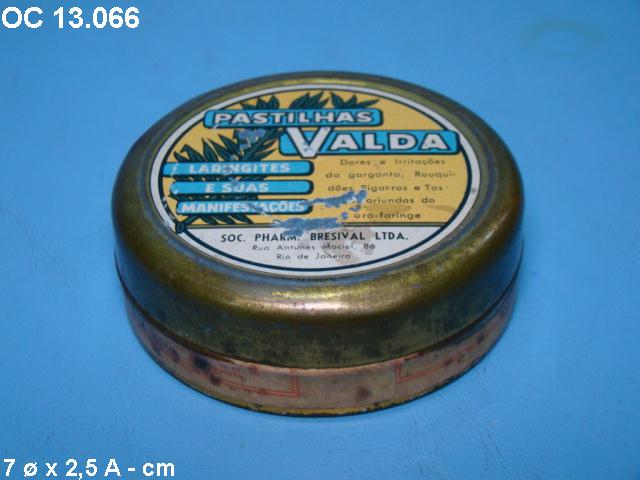 OC 13.066
PASTILHAS
VALDA
LARINGITES
E SUAS
MANIFESTAÇÕES
Dores e Irritações
da garganta, Rouqui-
dões Pigarros e Tos-
oriundas do
oro-faringe
SOC. PHARM. BRESIVAL LTDA.
Rua Antunes Maciel, 86
Rio de Janeiro
7 ø x 2,5 A - cm